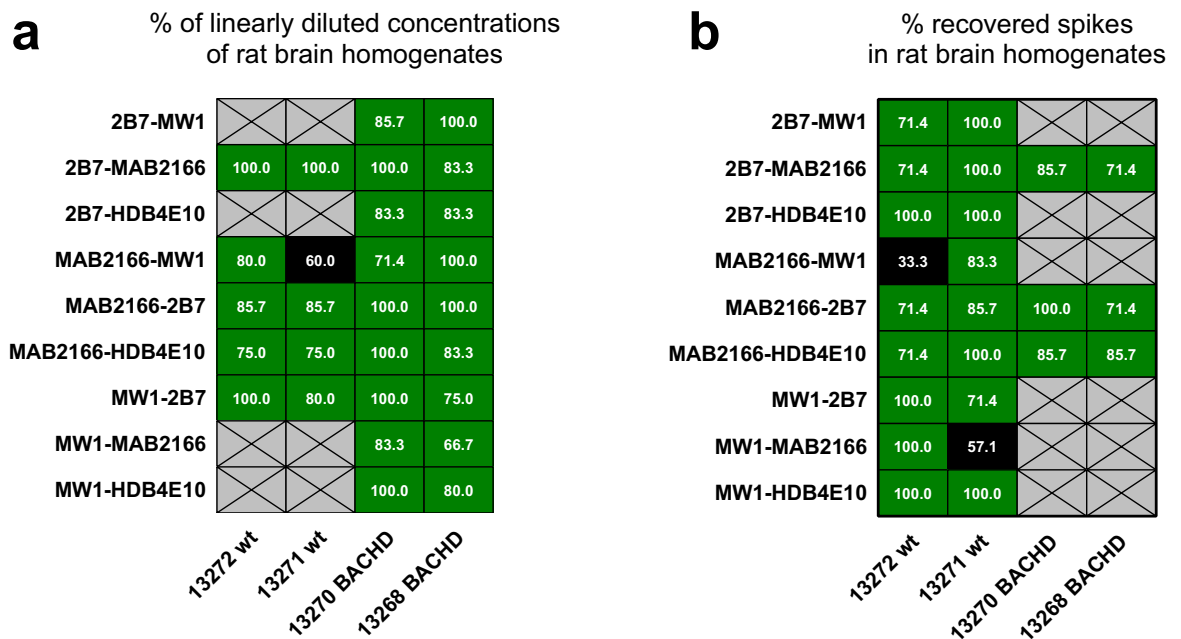 a
% of linearly diluted concentrations
of rat brain homogenates
2B7-MW1 85.7 100.0
2B7-MAB2166 100.0 100.0 100.0 83.3
2B7-HDB4E10 83.3 83.3
MAB2166-MW1 80.0 60.0 71.4 100.0
MAB2166-2B7 85.7 85.7 100.0 100.0
MAB2166-HDB4E10 75.0 75.0 100.0 83.3
MW1-2B7 100.0 80.0 100.0 75.0
MW1-MAB2166 83.3 66.7
MW1-HDB4E10 100.0 80.0
13272 wt
13271 wt
13270 BACHD
13268 BACHD
b
% recovered spikes
in rat brain homogenates
2B7-MW1 71.4 100.0
2B7-MAB2166 71.4 100.0 85.7 71.4
2B7-HDB4E10 100.0 100.0
MAB2166-MW1 33.3 83.3
MAB2166-2B7 71.4 85.7 100.0 71.4
MAB2166-HDB4E10 71.4 100.0 85.7 85.7
MW1-2B7 100.0 71.4
MW1-MAB2166 100.0 57.1
MW1-HDB4E10 100.0 100.0
13272 wt
13271 wt
13270 BACHD
13268 BACHD